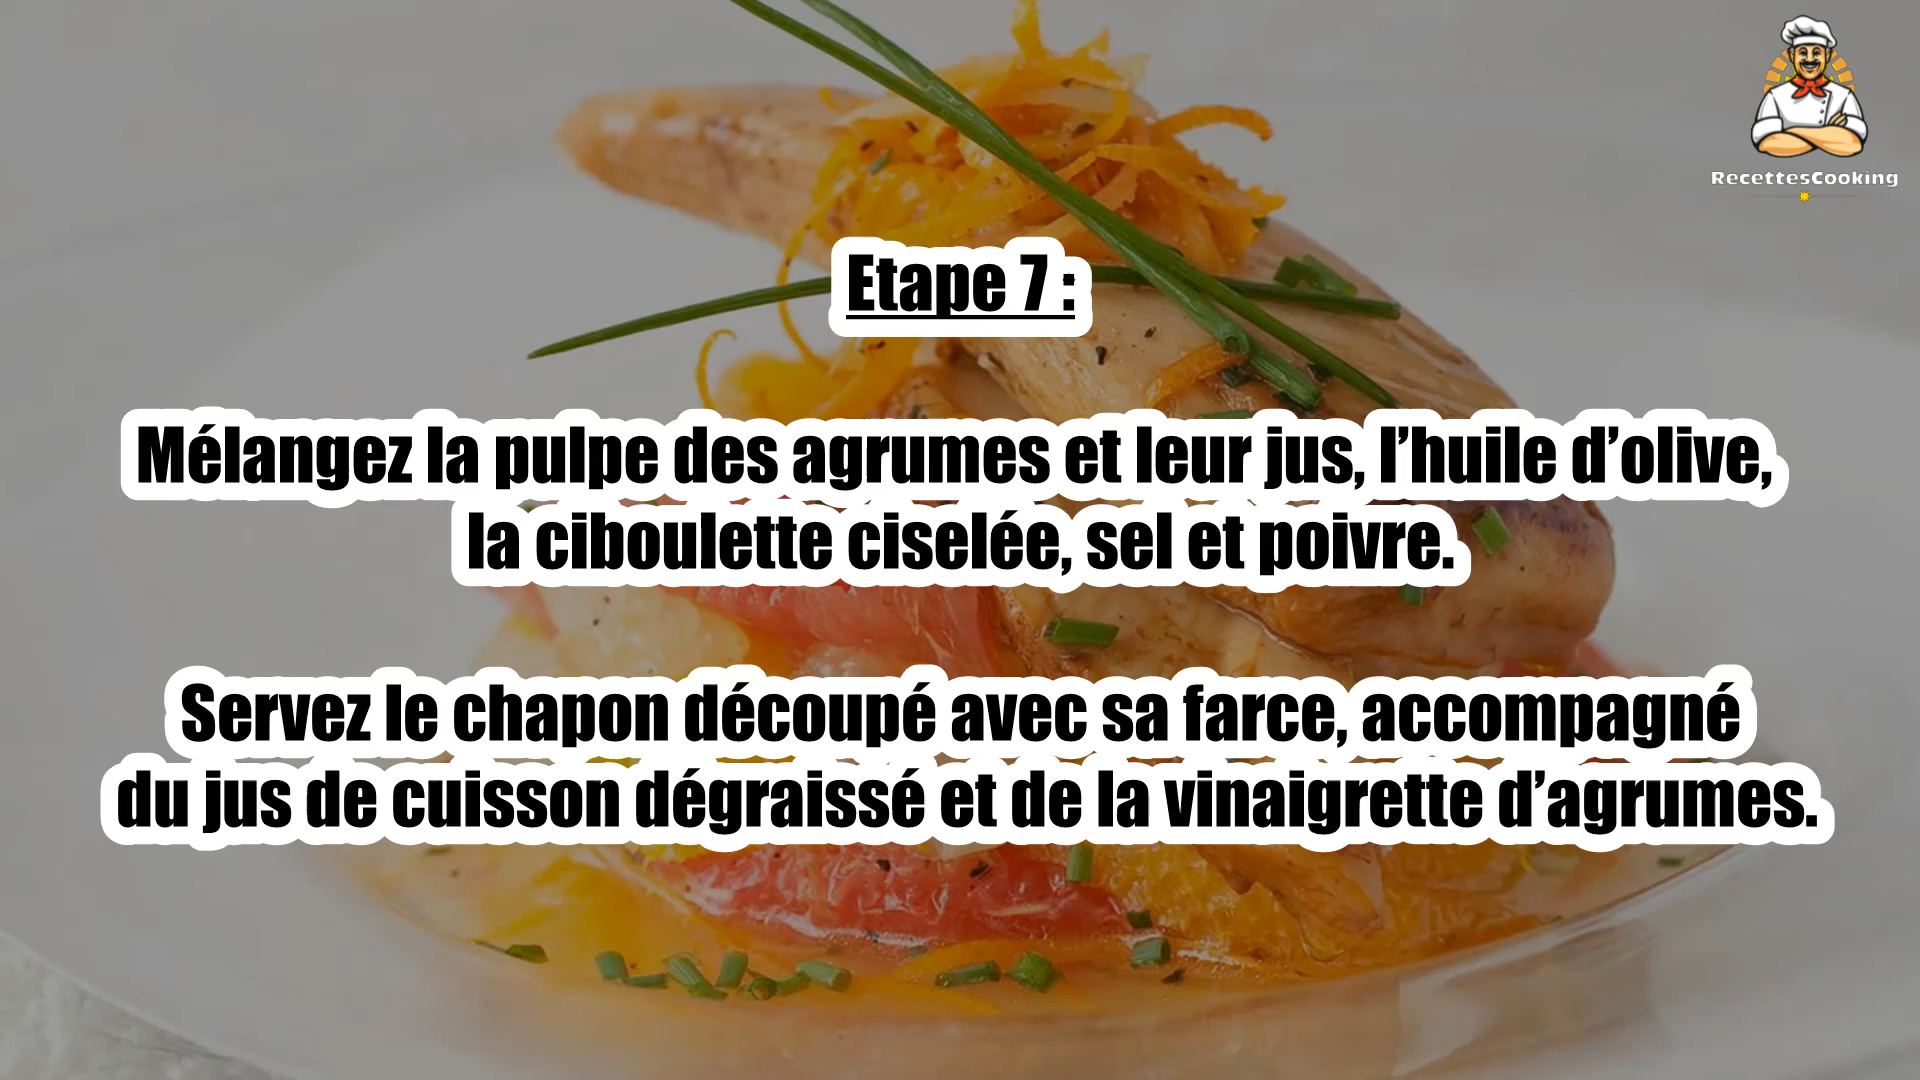 RecettesCooking
Etape 7 :
Mélangez la pulpe des agrumes et leur jus, l’huile d’olive,
la ciboulette ciselée, sel et poivre.
Servez le chapon découpé avec sa farce, accompagné
du jus de cuisson dégraissé et de la vinaigrette d’agrumes.